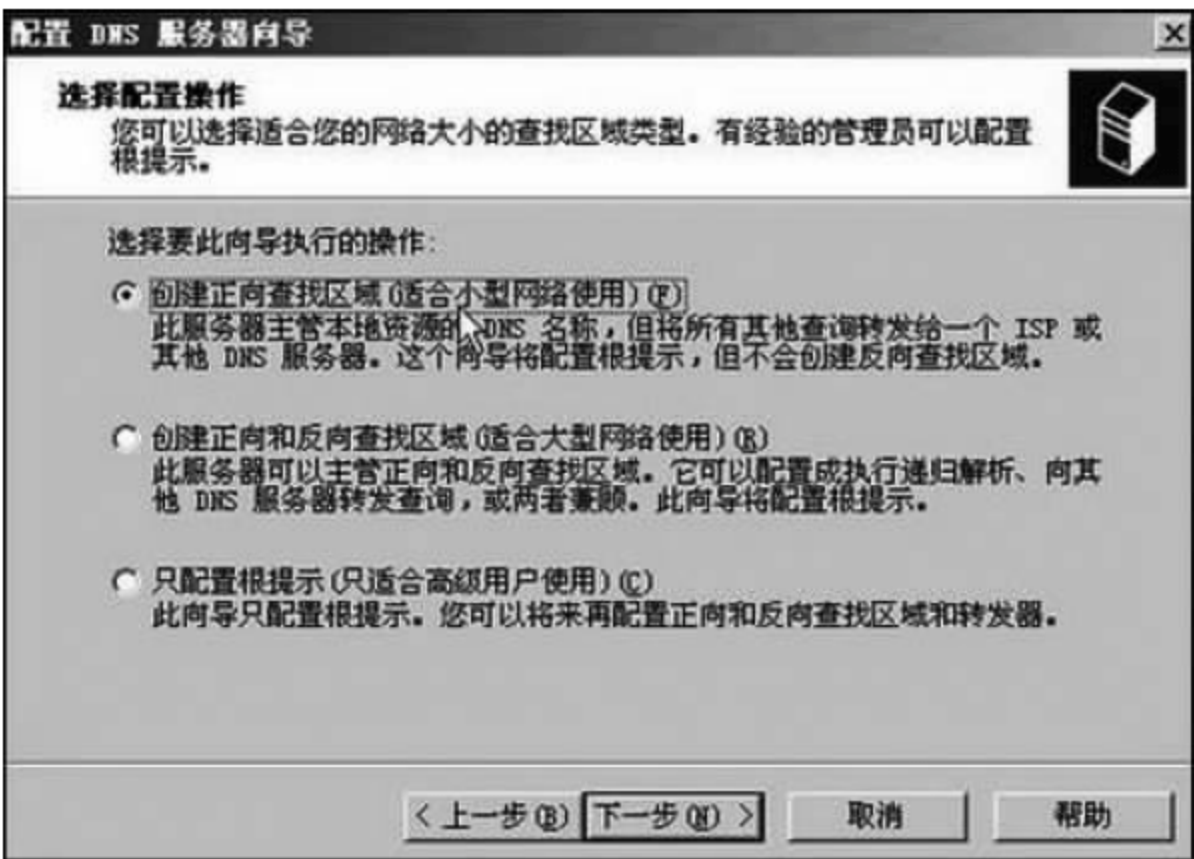 配置 DNS 服务器向导
选择配置操作
您可以选择适合您的网络大小的查找区域类型。有经验的管理员可以配置
根提示。
选择要此向导执行的操作:
创建正向查找区域(适合小型网络使用)(F)
此服务器主管本地资源的 DNS 名称,但将所有其他查询转发给一个 ISP 或
其他 DNS 服务器。这个向导将配置根提示,但不会创建反向查找区域。
创建正向和反向查找区域(适合大型网络使用)(R)
此服务器可以主管正向和反向查找区域。它可以配置成执行递归解析、向其
他 DNS 服务器转发查询,或两者兼顾。此向导将配置根提示。
只配置根提示(只适合高级用户使用)(C)
此向导只配置根提示。您可以将来再配置正向和反向查找区域和转发器。
< 上一步(B) 下一步(N) > 取消 帮助